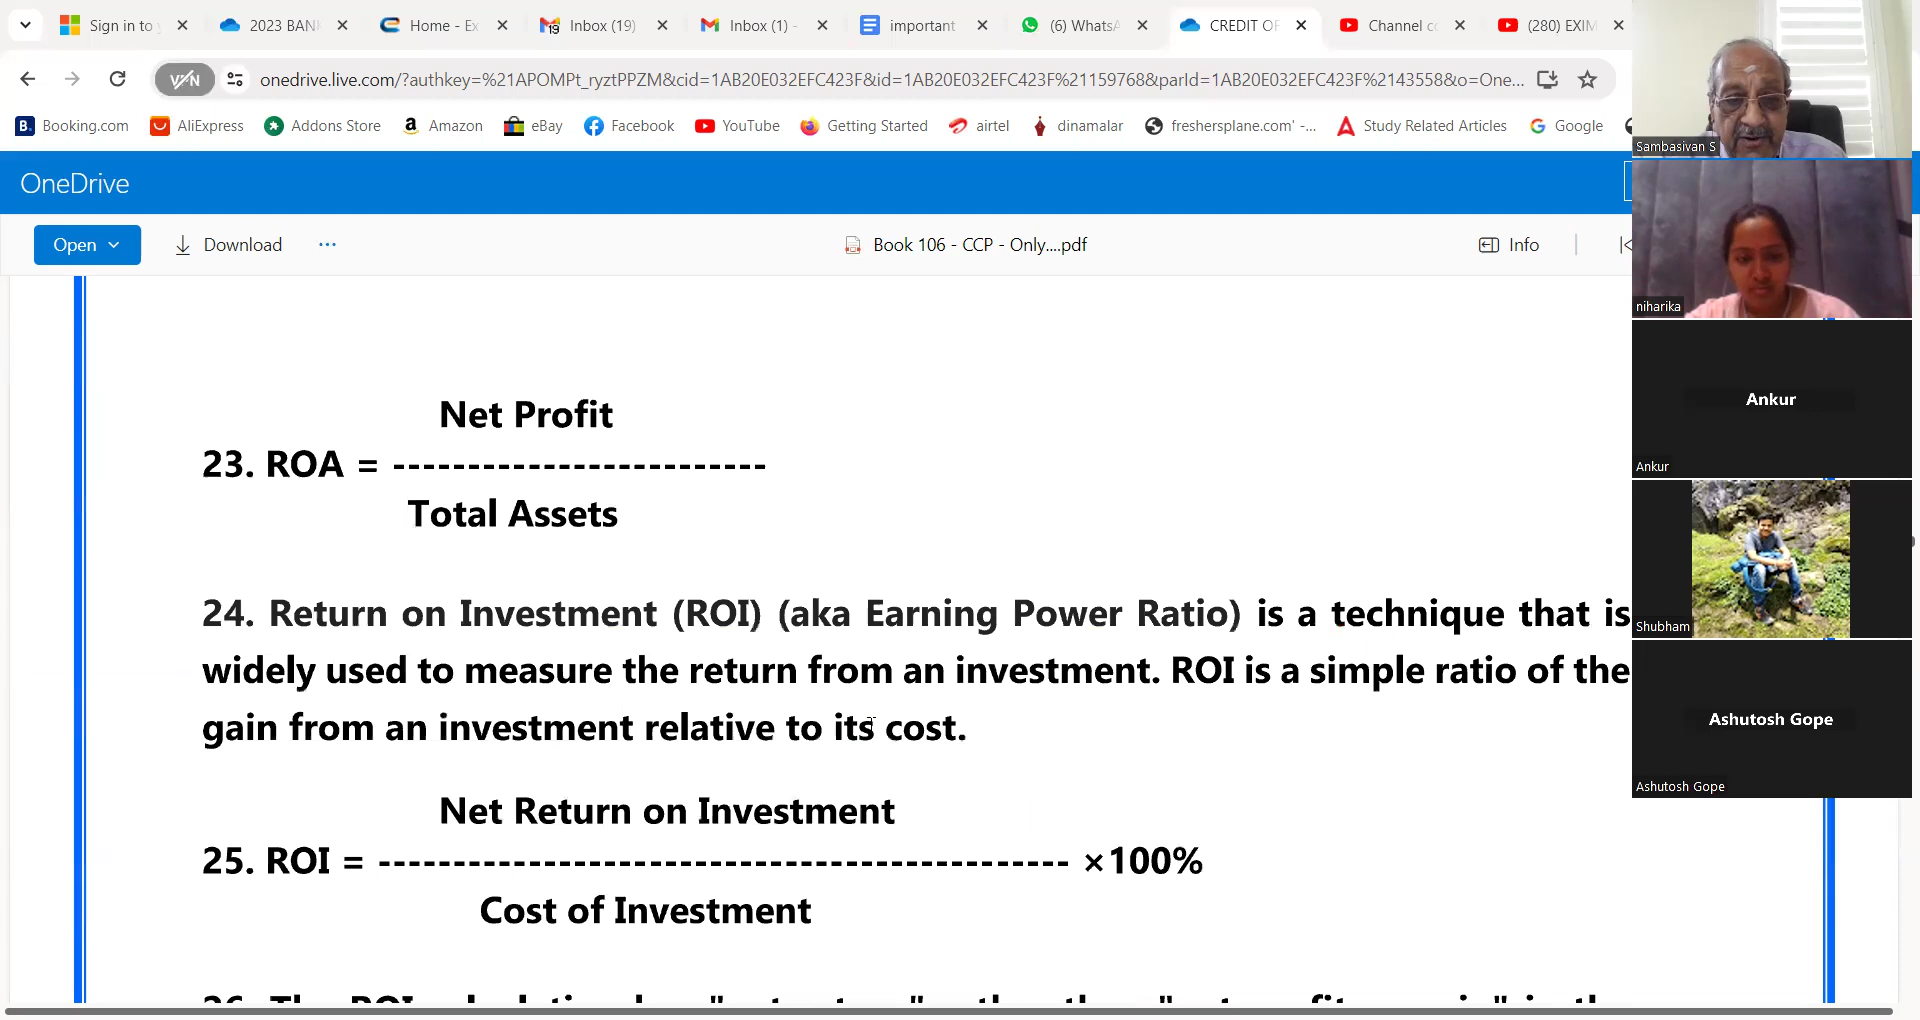 Sign in to
2023 BAN
Home - Ex
Inbox (19)
Inbox (1) -
important
(6) WhatsA
CREDIT OF
Channel co
(280) EXIM
onedrive.live.com/?authkey=%21APOMPt_ryztPPZM&cid=1AB20E032EFC423F&id=1AB20E032EFC423F%21159768&parId=1AB20E032EFC423F%2143558&o=One...
Booking.com
AliExpress
Addons Store
Amazon
eBay
Facebook
YouTube
Getting Started
airtel
dinamalar
freshersplane.com' -...
Study Related Articles
Google
OneDrive
Open
Download
...
Book 106 - CCP - Only....pdf
Info
Net Profit
23. ROA = -------------------------
Total Assets
24. Return on Investment (ROI) (aka Earning Power Ratio) is a technique that is
widely used to measure the return from an investment. ROI is a simple ratio of the
gain from an investment relative to its cost.
Net Return on Investment
25. ROI = ---------------------------------------------- ×100%
Cost of Investment
Sambasivan S
niharika
Ankur
Ankur
Shubham
Ashutosh Gope
Ashutosh Gope